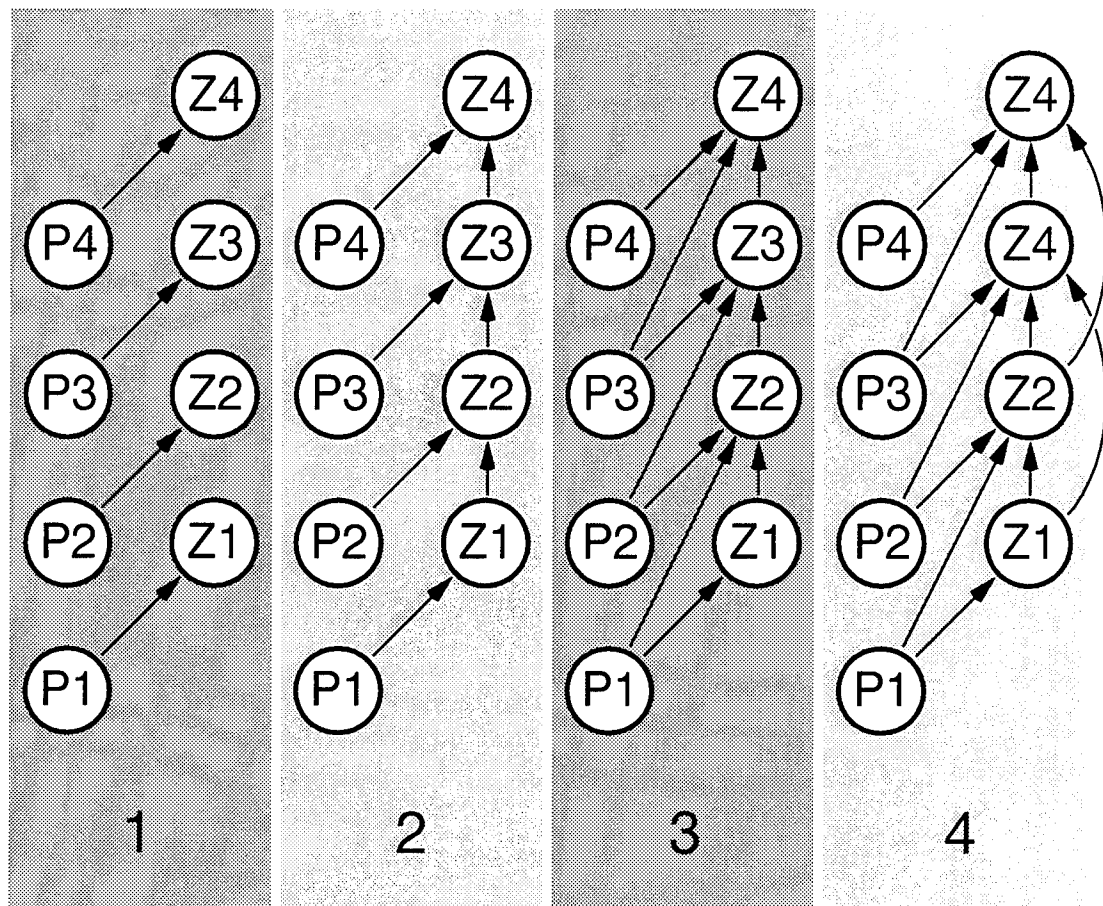 Z4 Z4 Z4 Z4
P4 Z3 P4 Z3 P4 Z3 P4 Z4
P3 Z2 P3 Z2 P3 Z2 P3 Z2
P2 Z1 P2 Z1 P2 Z1 P2 Z1
P1 P1 P1 P1
1 2 3 4